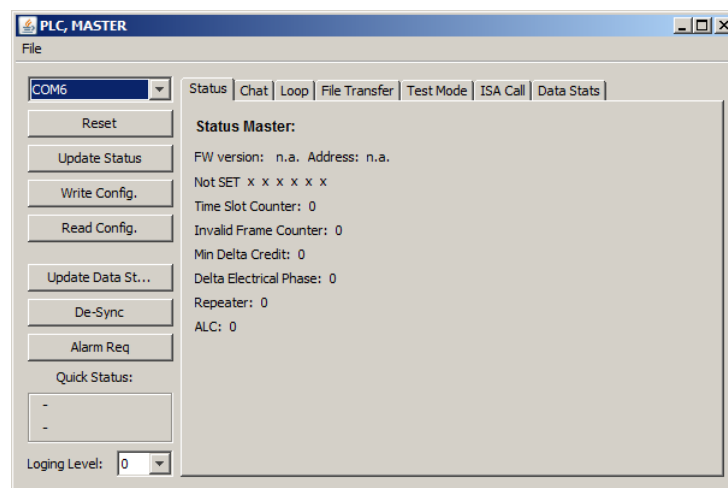 PLC, MASTER
File
COM6
Reset
Update Status
Write Config.
Read Config.
Update Data St...
De-Sync
Alarm Req
Quick Status:
-
-
Loging Level: 0
Status Chat Loop File Transfer Test Mode ISA Call Data Stats
Status Master:
FW version: n.a. Address: n.a.
Not SET x x x x x x
Time Slot Counter: 0
Invalid Frame Counter: 0
Min Delta Credit: 0
Delta Electrical Phase: 0
Repeater: 0
ALC: 0